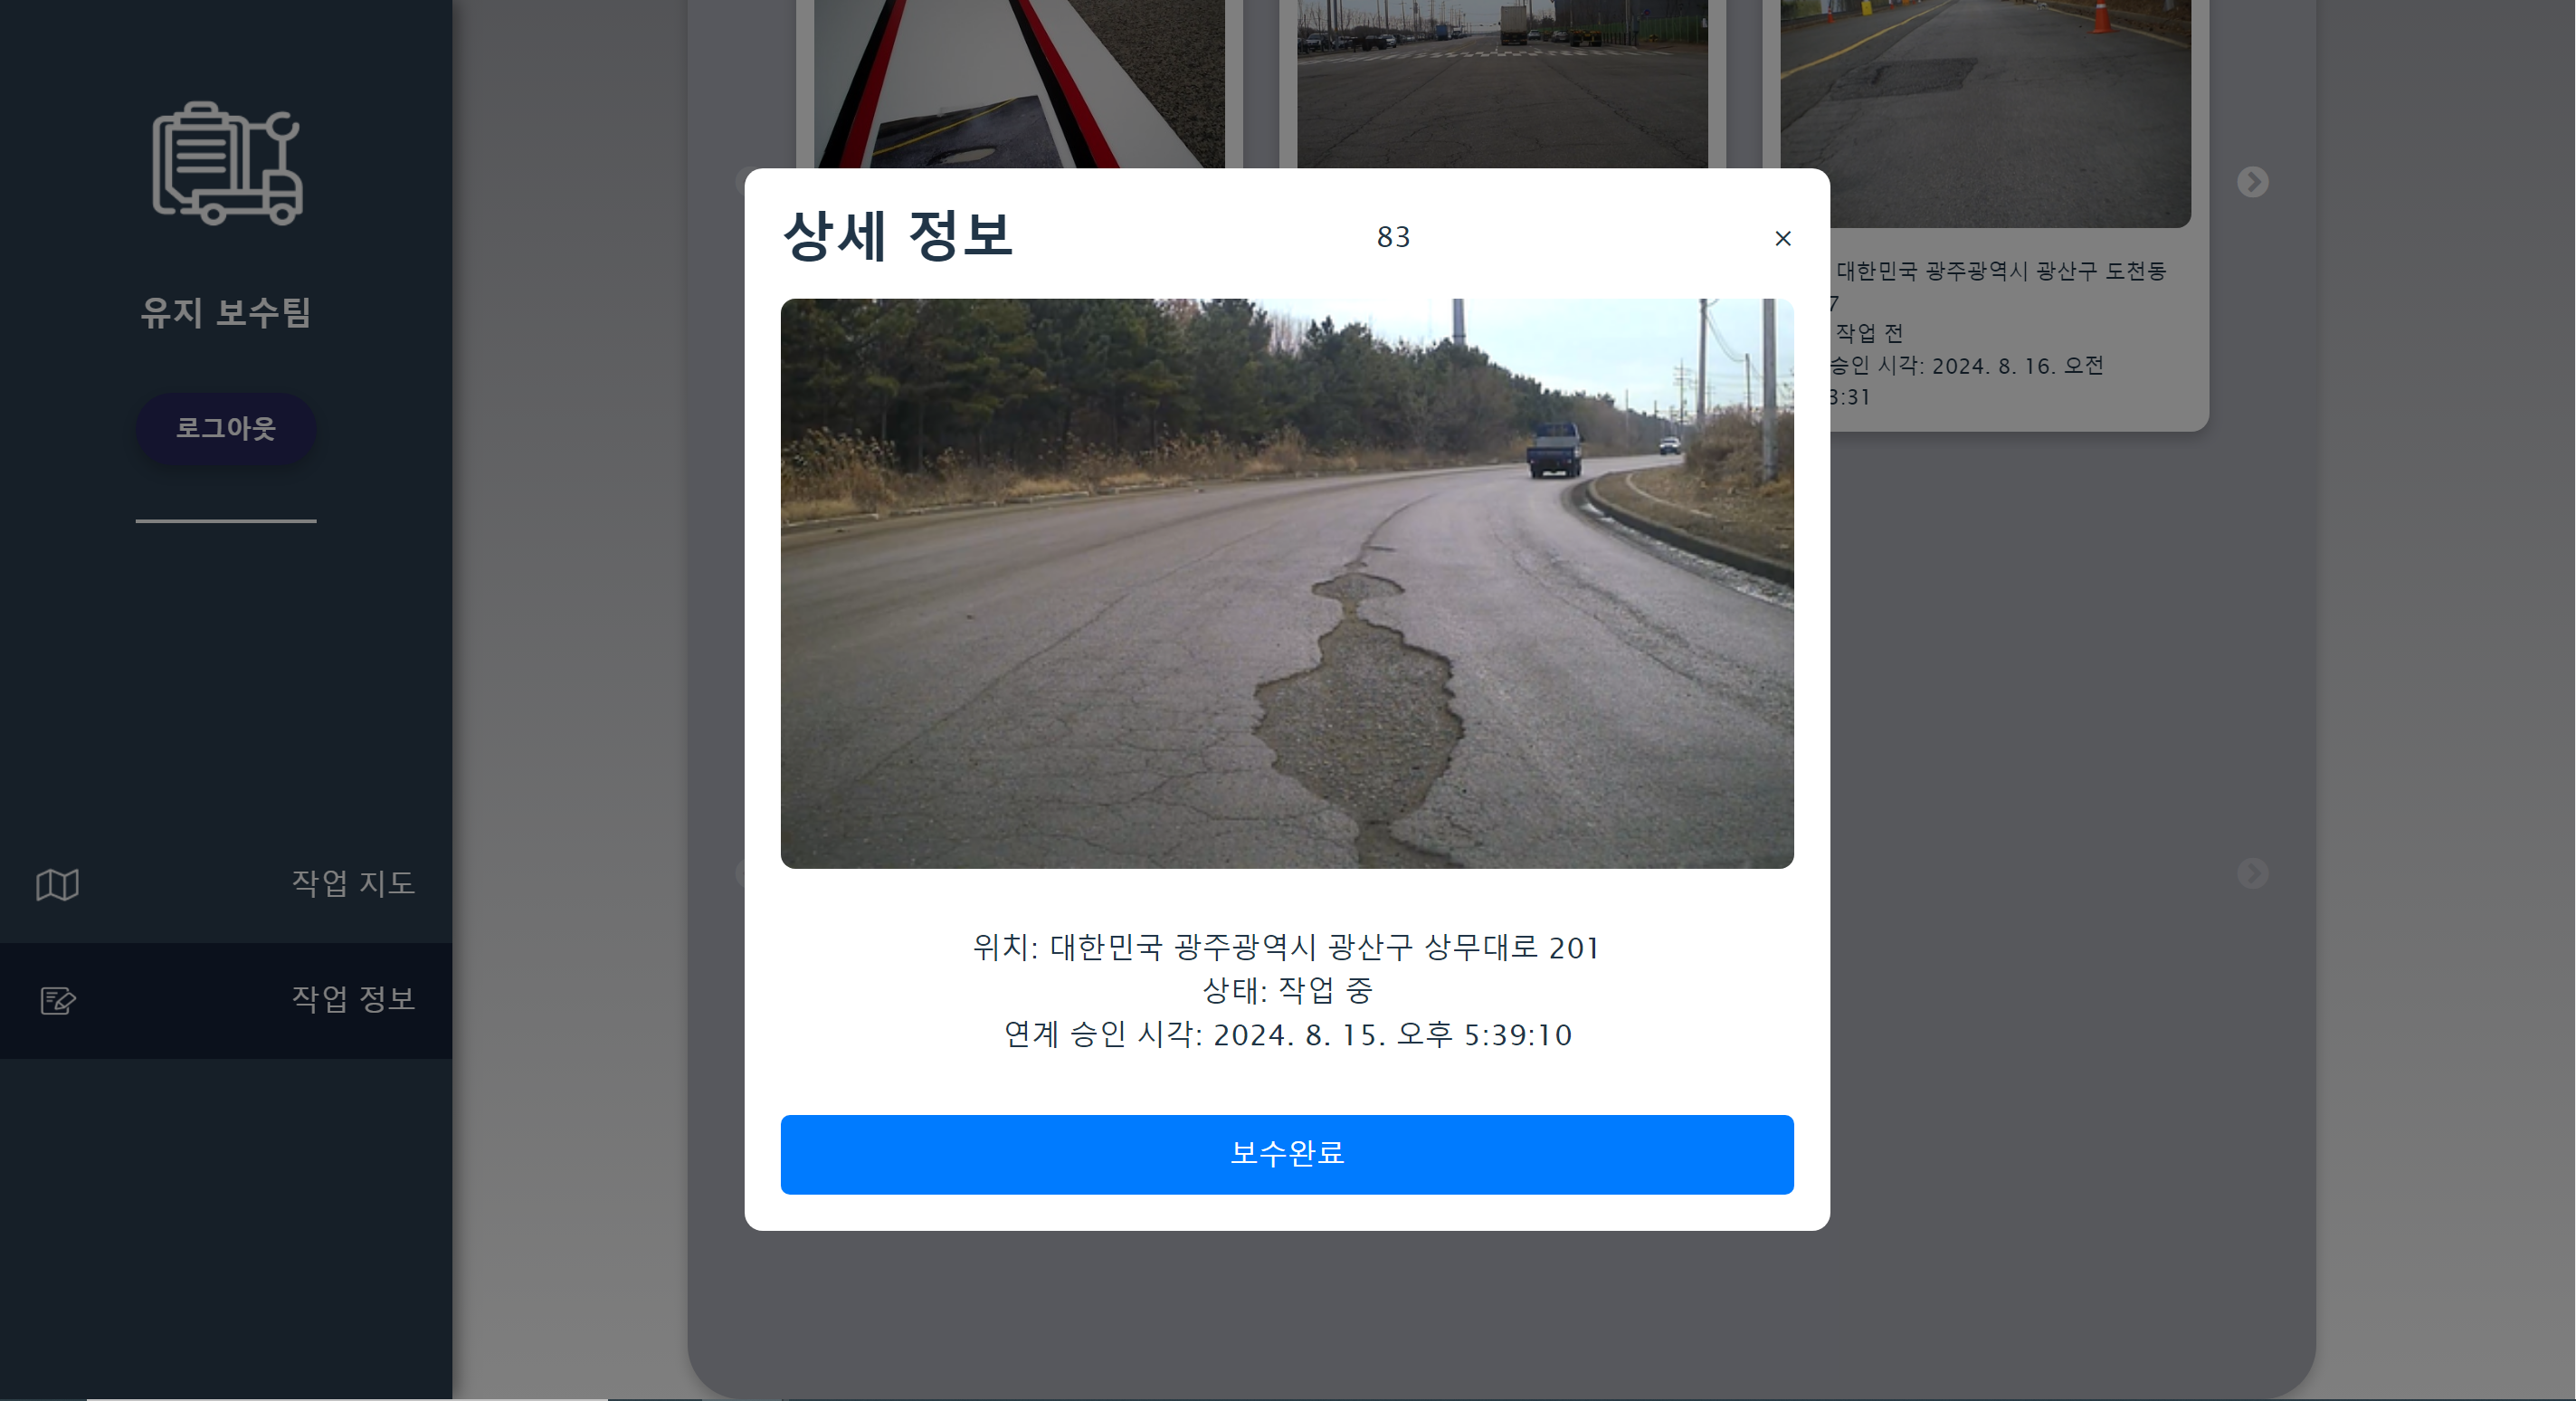 유지 보수팀
로그아웃
작업 지도
작업 정보
상세 정보
83
×
위치: 대한민국 광주광역시 광산구 상무대로 201
상태: 작업 중
연계 승인 시각: 2024. 8. 15. 오후 5:39:10
보수완료
대한민국 광주광역시 광산구 도천동
7
작업 전
승인 시각: 2024. 8. 16. 오전
3:31